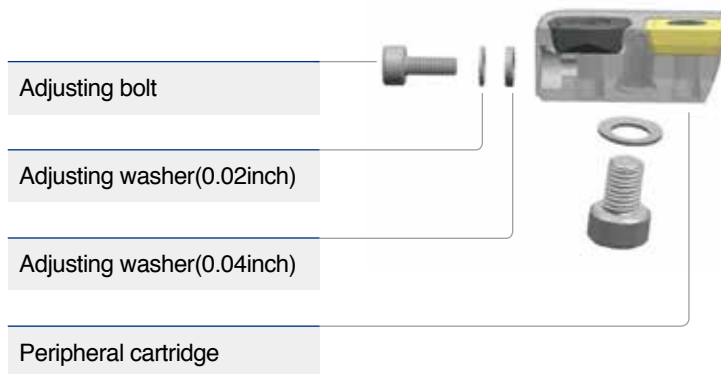 Adjusting bolt
Adjusting washer(0.02inch)
Adjusting washer(0.04inch)
Peripheral cartridge